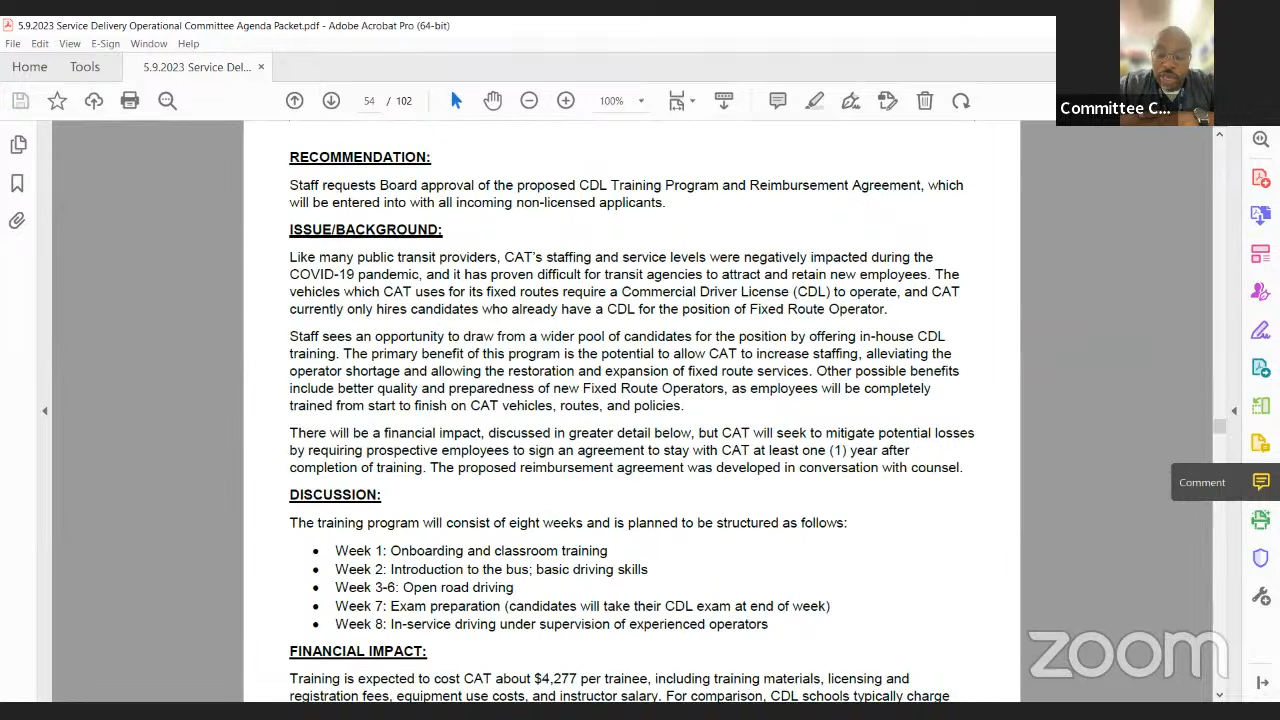 5.9.2023 Service Delivery Operational Committee Agenda Packet.pdf - Adobe Acrobat Pro (64-bit)
File Edit View E-Sign Window Help
Home Tools 5.9.2023 Service Del... ×
54 / 102 100%
Committee C...
RECOMMENDATION:
Staff requests Board approval of the proposed CDL Training Program and Reimbursement Agreement, which
will be entered into with all incoming non-licensed applicants.
ISSUE/BACKGROUND:
Like many public transit providers, CAT's staffing and service levels were negatively impacted during the
COVID-19 pandemic, and it has proven difficult for transit agencies to attract and retain new employees. The
vehicles which CAT uses for its fixed routes require a Commercial Driver License (CDL) to operate, and CAT
currently only hires candidates who already have a CDL for the position of Fixed Route Operator.
Staff sees an opportunity to draw from a wider pool of candidates for the position by offering in-house CDL
training. The primary benefit of this program is the potential to allow CAT to increase staffing, alleviating the
operator shortage and allowing the restoration and expansion of fixed route services. Other possible benefits
include better quality and preparedness of new Fixed Route Operators, as employees will be completely
trained from start to finish on CAT vehicles, routes, and policies.
There will be a financial impact, discussed in greater detail below, but CAT will seek to mitigate potential losses
by requiring prospective employees to sign an agreement to stay with CAT at least one (1) year after
completion of training. The proposed reimbursement agreement was developed in conversation with counsel.
Comment
DISCUSSION:
The training program will consist of eight weeks and is planned to be structured as follows:
• Week 1: Onboarding and classroom training
• Week 2: Introduction to the bus; basic driving skills
• Week 3-6: Open road driving
• Week 7: Exam preparation (candidates will take their CDL exam at end of week)
• Week 8: In-service driving under supervision of experienced operators
FINANCIAL IMPACT:
Training is expected to cost CAT about $4,277 per trainee, including training materials, licensing and
registration fees, equipment use costs, and instructor salary. For comparison, CDL schools typically charge
zoom